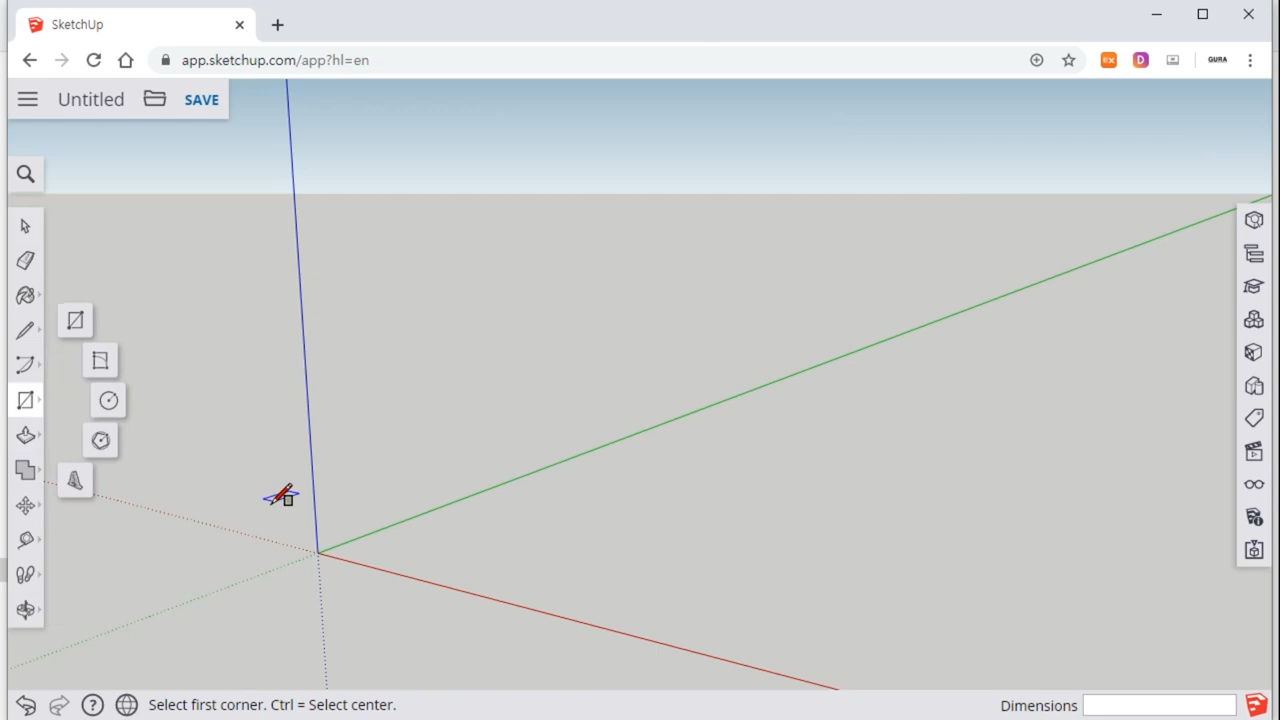 SketchUp
app.sketchup.com/app?hl=en
GURA
Untitled
SAVE
Select first corner. Ctrl = Select center.
Dimensions